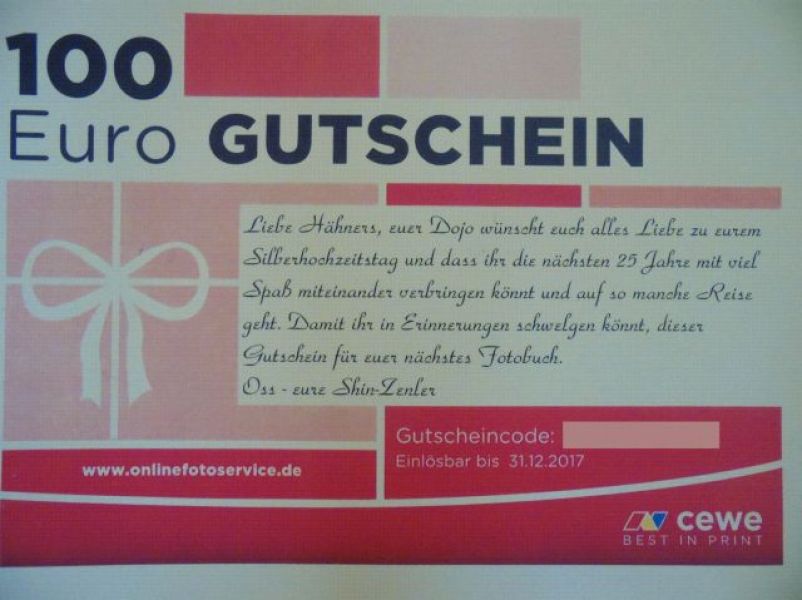 100
Euro GUTSCHEIN
Liebe Hähners, euer Dojo wünscht euch alles Liebe zu eurem
Silberhochzeitstag und dass ihr die nächsten 25 Jahre mit viel
Spaß miteinander verbringen könnt und auf so manche Reise
geht. Damit ihr in Erinnerungen schwelgen könnt, dieser
Gutschein für euer nächstes Fotobuch.
Oss - eure Shin-Zenler
Gutscheincode:
Einlösbar bis 31.12.2017
www.onlinefotoservice.de
cewe
BEST IN PRINT